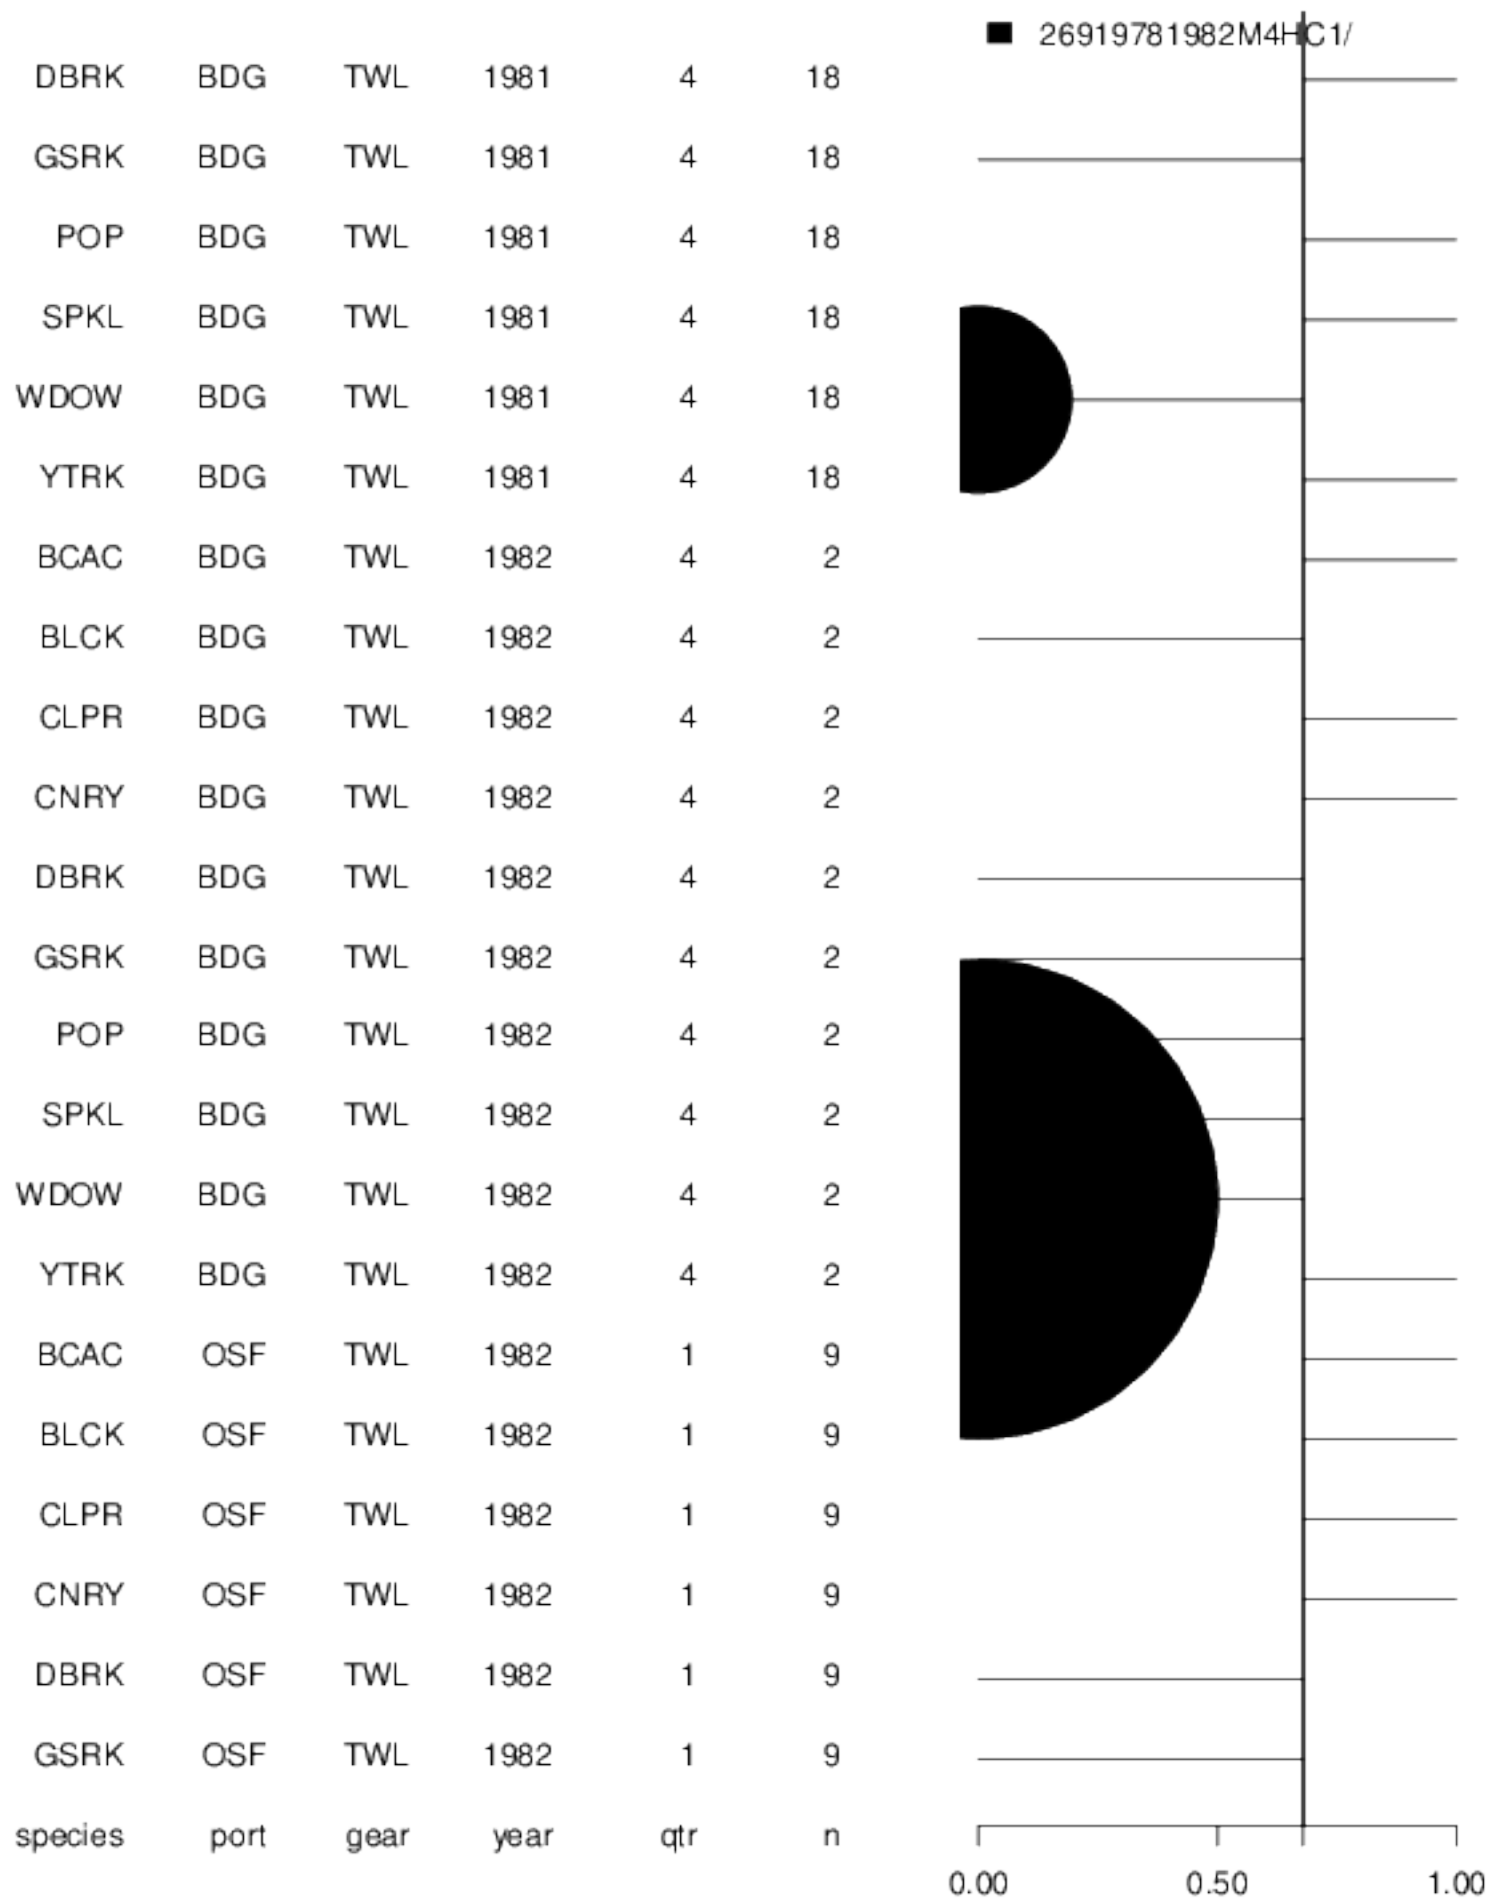 26919781982M4HC1/
DBRK BDG TWL 1981 4 18
GSRK BDG TWL 1981 4 18
POP BDG TWL 1981 4 18
SPKL BDG TWL 1981 4 18
WDOW BDG TWL 1981 4 18
YTRK BDG TWL 1981 4 18
BCAC BDG TWL 1982 4 2
BLCK BDG TWL 1982 4 2
CLPR BDG TWL 1982 4 2
CNRY BDG TWL 1982 4 2
DBRK BDG TWL 1982 4 2
GSRK BDG TWL 1982 4 2
POP BDG TWL 1982 4 2
SPKL BDG TWL 1982 4 2
WDOW BDG TWL 1982 4 2
YTRK BDG TWL 1982 4 2
BCAC OSF TWL 1982 1 9
BLCK OSF TWL 1982 1 9
CLPR OSF TWL 1982 1 9
CNRY OSF TWL 1982 1 9
DBRK OSF TWL 1982 1 9
GSRK OSF TWL 1982 1 9
species port gear year qtr n
0.00 0.50 1.00